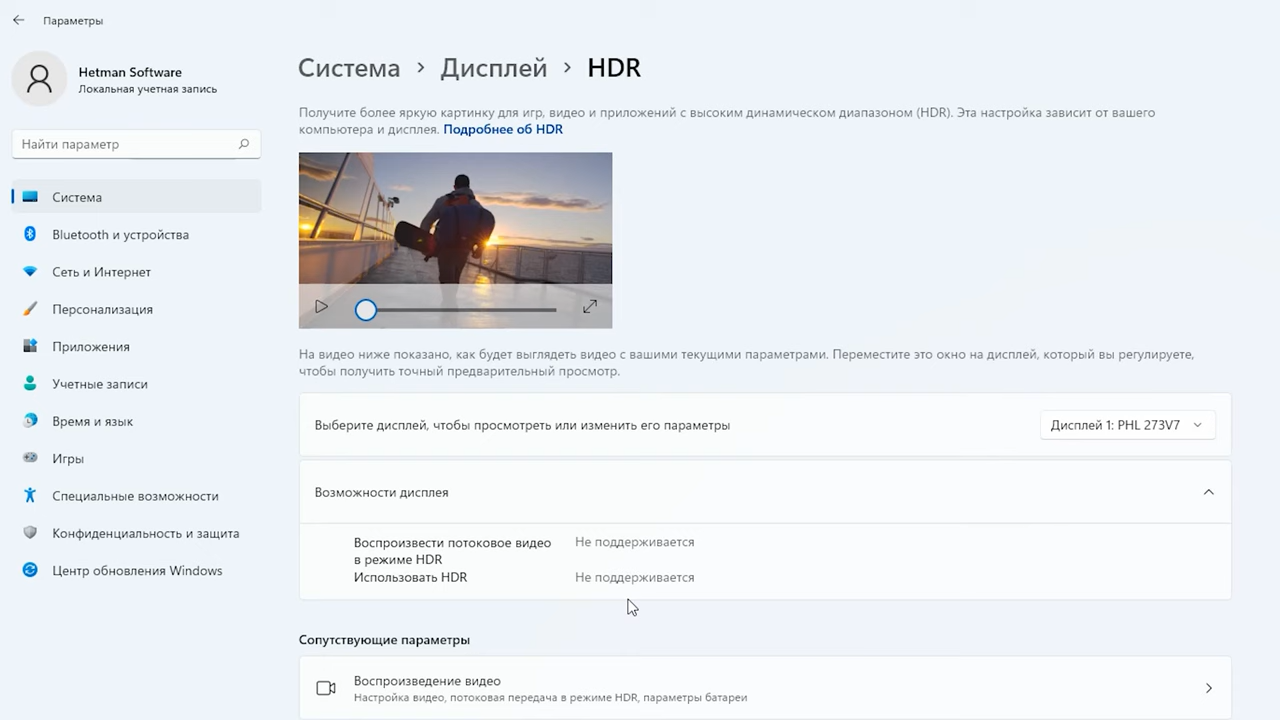 Параметры
Hetman Software
Локальная учетная запись
Найти параметр
Система
Bluetooth и устройства
Сеть и Интернет
Персонализация
Приложения
Учетные записи
Время и язык
Игры
Специальные возможности
Конфиденциальность и защита
Центр обновления Windows
Система › Дисплей › HDR
Получите более яркую картинку для игр, видео и приложений с высоким динамическим диапазоном (HDR). Эта настройка зависит от вашего
компьютера и дисплея. Подробнее об HDR
На видео ниже показано, как будет выглядеть видео с вашими текущими параметрами. Переместите это окно на дисплей, который вы регулируете,
чтобы получить точный предварительный просмотр.
Выберите дисплей, чтобы просмотреть или изменить его параметры
Дисплей 1: PHL 273V7
Возможности дисплея
Воспроизвести потоковое видео Не поддерживается
в режиме HDR
Использовать HDR Не поддерживается
Сопутствующие параметры
Воспроизведение видео
Настройка видео, потоковая передача в режиме HDR, параметры батареи